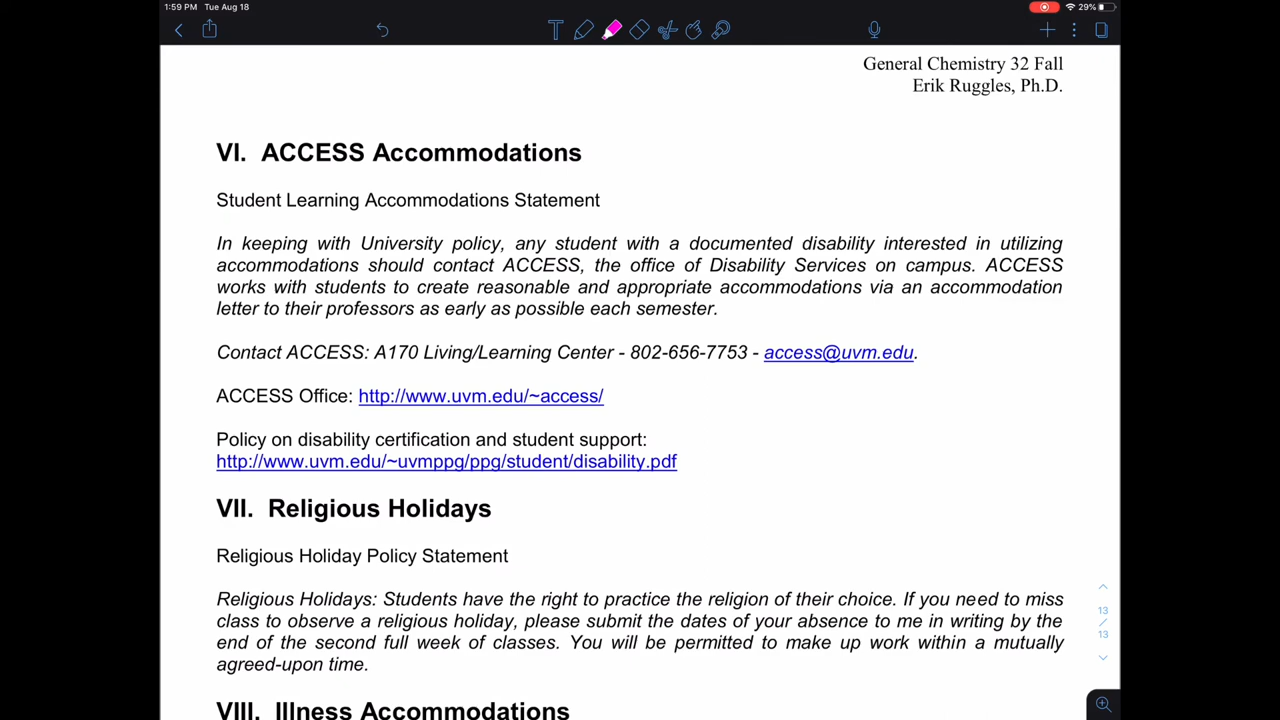 1:59 PM Tue Aug 18
29%
General Chemistry 32 Fall
Erik Ruggles, Ph.D.
VI. ACCESS Accommodations
Student Learning Accommodations Statement
In keeping with University policy, any student with a documented disability interested in utilizing
accommodations should contact ACCESS, the office of Disability Services on campus. ACCESS
works with students to create reasonable and appropriate accommodations via an accommodation
letter to their professors as early as possible each semester.
Contact ACCESS: A170 Living/Learning Center - 802-656-7753 - access@uvm.edu.
ACCESS Office: http://www.uvm.edu/~access/
Policy on disability certification and student support:
http://www.uvm.edu/~uvmppg/ppg/student/disability.pdf
VII. Religious Holidays
Religious Holiday Policy Statement
Religious Holidays: Students have the right to practice the religion of their choice. If you need to miss
class to observe a religious holiday, please submit the dates of your absence to me in writing by the
end of the second full week of classes. You will be permitted to make up work within a mutually
agreed-upon time.
13
/
13
VIII. Illness Accommodations